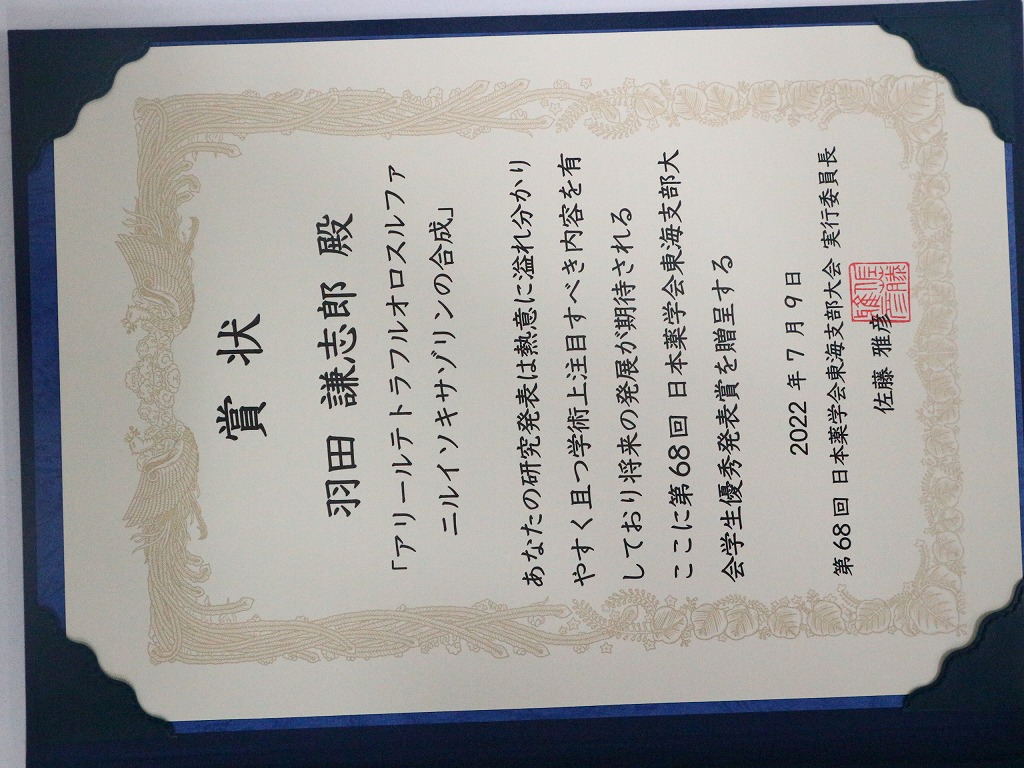 賞状
羽田 謙志郎 殿
「アリールテトラフルオロスルファ
ニルイソキサゾリンの合成」
あなたの研究発表は熱意に溢れ分かり
やすく且つ学術上注目すべき内容を有
しており将来の発展が期待される
ここに第68回 日本薬学会東海支部大
会学生優秀発表賞を贈呈する
2022 年 7 月 9 日
第 68 回 日本薬学会東海支部大会 実行委員長
佐藤 雅彦